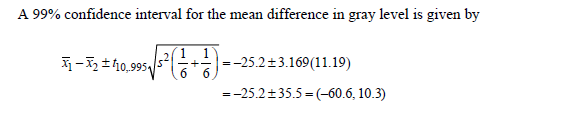 A 99% confidence interval for the mean difference in gray level is given by
x̄₁ − x̄₂ ± t₁₀,.₉₉₅ √(s²(1/6 + 1/6)) = −25.2 ± 3.169(11.19)
= −25.2 ± 35.5 = (−60.6, 10.3)